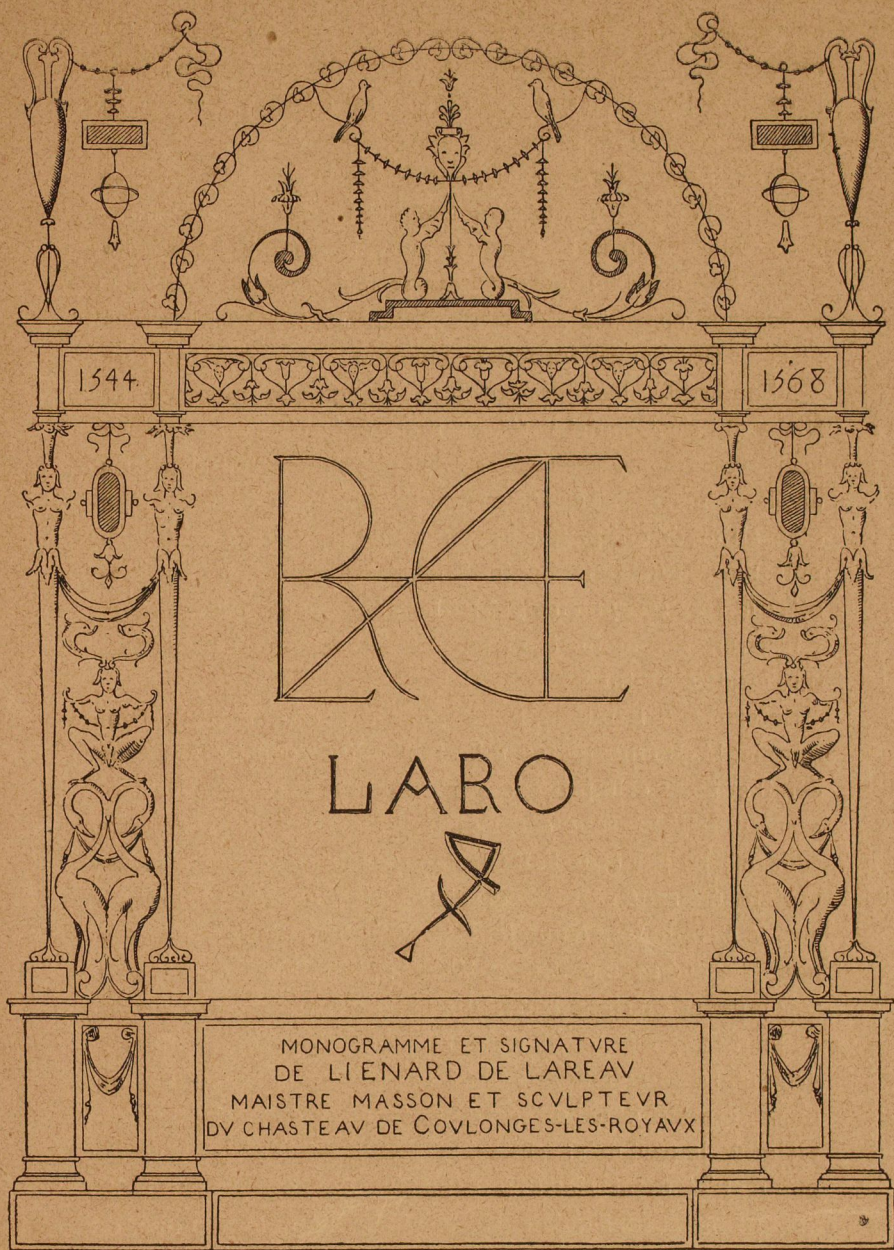 1544
1568
LARO
MONOGRAMME ET SIGNATVRE
DE LIENARD DE LAREAV
MAISTRE MASSON ET SCVLPTEVR
DV CHASTEAV DE COVLONGES-LES-ROYAVX